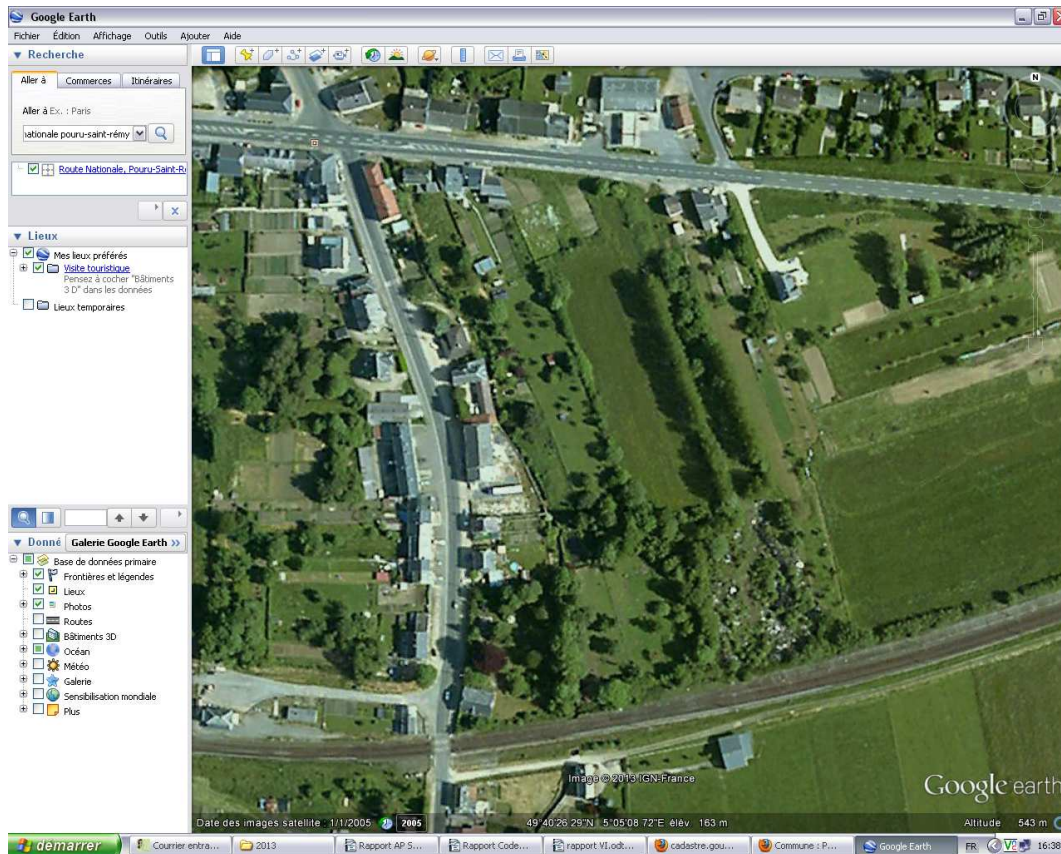 Google Earth
Fichier Édition Affichage Outils Ajouter Aide
Recherche
Aller à Commerces Itinéraires
Aller à Ex. : Paris
ationale pouru-saint-rémy
Route Nationale, Pouru-Saint-R
Lieux
Mes lieux préférés
Visite touristique
Pensez à cocher "Bâtiments
3 D" dans les données
Lieux temporaires
Donné Galerie Google Earth >>
Base de données primaire
Frontières et légendes
Lieux
Photos
Routes
Bâtiments 3D
Océan
Météo
Galerie
Sensibilisation mondiale
Plus
N
Image © 2013 IGN-France
Google earth
Date des images satellite 1/1/2005 2005 49°40'26.29"N 5°05'08.72"E élév 163 m Altitude 543 m
démarrer Courrier entra... 2013 Rapport AP S... Rapport Code... rapport VI.odt... cadastre.gou... Commune : P... Google Earth FR 16:3